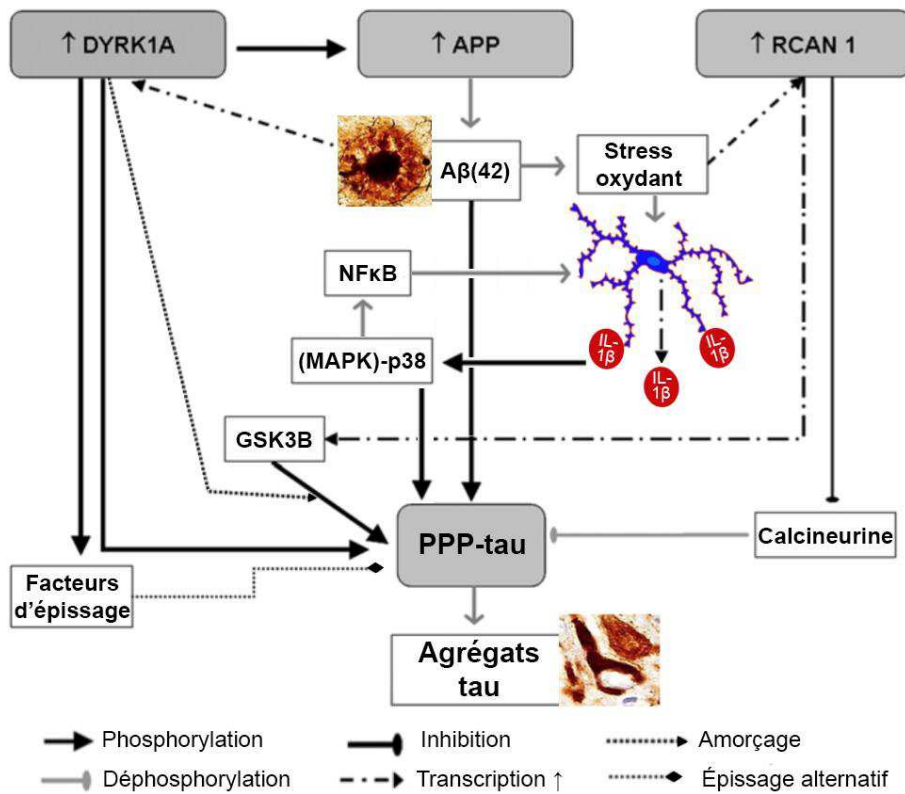 ↑ DYRK1A
↑ APP
↑ RCAN 1
Aβ(42)
Stress
oxydant
NFκB
(MAPK)-p38
IL-
1β
IL-
1β
IL-
1β
GSK3B
PPP-tau
Calcineurine
Facteurs
d'épissage
Agrégats
tau
Phosphorylation
Inhibition
Amorçage
Déphosphorylation
Transcription ↑
Épissage alternatif